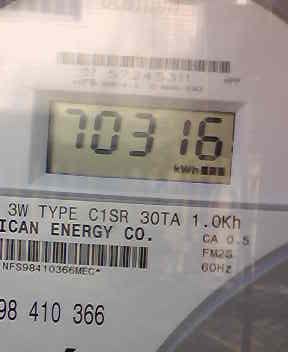 70316
kWh
3W TYPE C1SR 30TA 1.0Kh
ICAN ENERGY CO.
CA 0.5
FM2S
60Hz
NFS98410366MEC*
98 410 366